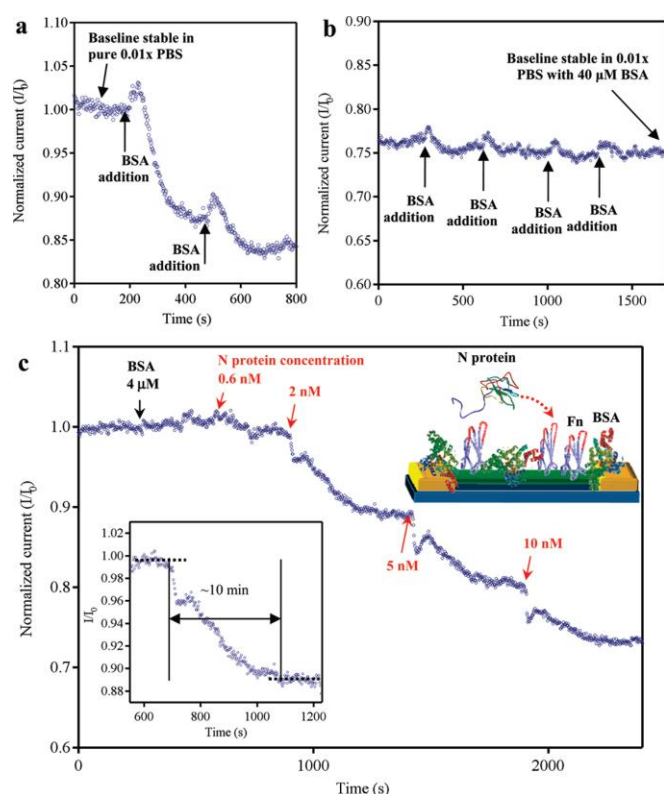 a
Normalized current (I/I₀)
1.10
1.05
1.00
0.95
0.90
0.85
0.80
Baseline stable in
pure 0.01x PBS
BSA
addition
BSA
addition
0 200 400 600 800
Time (s)
b
Normalized current (I/I₀)
0.90
0.85
0.80
0.75
0.70
0.65
0.60
Baseline stable in 0.01x
PBS with 40 µM BSA
BSA
addition
BSA
addition
BSA
addition
BSA
addition
0 500 1000 1500
Time (s)
c
Normalized current (I/I₀)
1.1
1.0
0.9
0.8
0.7
0.6
BSA
4 µM
N protein concentration
0.6 nM
2 nM
5 nM
10 nM
N protein
Fn
BSA
I/I₀
1.02
1.00
0.98
0.96
0.94
0.92
0.90
0.88
~10 min
600 800 1000 1200
Time (s)
0 1000 2000
Time (s)